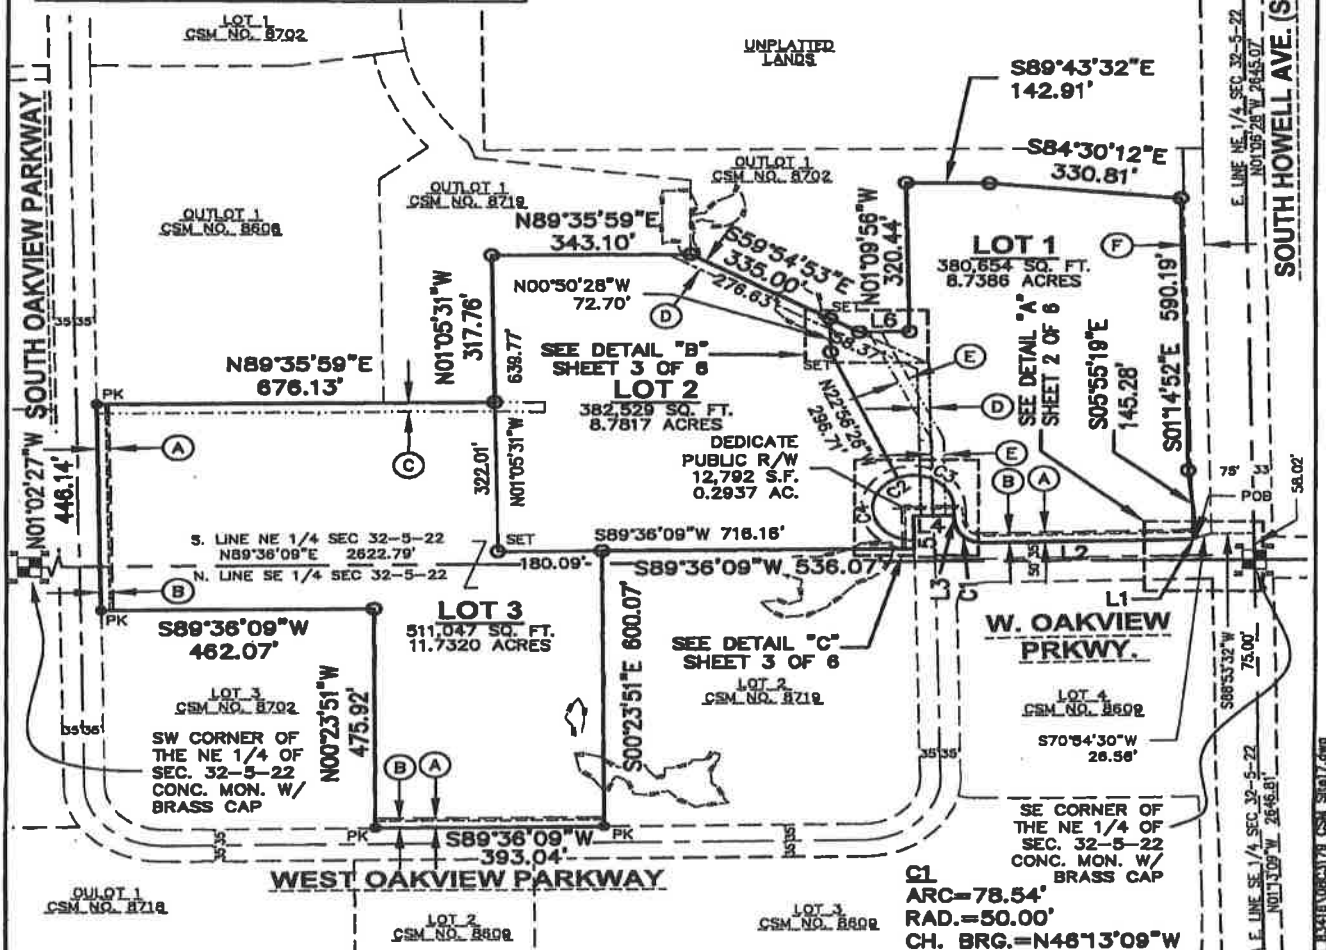 LOT 1
CSM NO. 8702
UNPLATTED
LANDS
S89°43'32"E
142.91'
S84°30'12"E
330.81'
E. LINE NE 1/4 SEC 32-5-22
N01°06'28"W 2645.07'
SOUTH HOWELL AVE. (S
SOUTH OAKVIEW PARKWAY
OUTLOT 1
CSM NO. 8606
OUTLOT 1
CSM NO. 8719
OUTLOT 1
CSM NO. 8702
N89°35'59"E
343.10'
S59°54'53"E
335.00'
276.63'
58.37'
N01°09'56"W
320.44'
LOT 1
380,654 SQ. FT.
8.7386 ACRES
F
S01°14'52"E 590.19'
N00°50'28"W
72.70'
D
SET
L6
E
SET
SEE DETAIL "B"
SHEET 3 OF 6
SEE DETAIL "A"
SHEET 2 OF 6
S05°55'19"E
145.28'
35' 35'
N01°05'31"W
317.76'
639.77'
N89°35'59"E
676.13'
PK
LOT 2
382,529 SQ. FT.
8.7817 ACRES
N22°56'26"W
296.71'
D
E
A
C
N01°02'27"W
446.14'
322.01'
N01°05'31"W
DEDICATE
PUBLIC R/W
12,792 S.F.
0.2937 AC.
C2
C3
C4
B
A
75'
33'
POB
58.02'
S. LINE NE 1/4 SEC 32-5-22
N89°36'09"E 2622.79'
N. LINE SE 1/4 SEC 32-5-22
SET
S89°36'09"W 716.16'
180.09'
S89°36'09"W 536.07'
L4
L5
L3
C1
50'
35'
L2
L1
B
PK
S89°36'09"W
462.07'
LOT 3
511,047 SQ. FT.
11.7320 ACRES
S00°23'51"E 600.07'
SEE DETAIL "C"
SHEET 3 OF 6
W. OAKVIEW
PRKWY.
S88°53'32"W
75.00'
LOT 3
CSM NO. 8702
N00°23'51"W
475.92'
LOT 2
CSM NO. 8719
LOT 4
CSM NO. 8609
S70°54'30"W
26.56'
35' 35'
SW CORNER OF
THE NE 1/4 OF
SEC. 32-5-22
CONC. MON. W/
BRASS CAP
B
A
35' 35'
SE CORNER OF
THE NE 1/4 OF
SEC. 32-5-22
CONC. MON. W/
BRASS CAP
E. LINE SE 1/4 SEC 32-5-22
N01°13'09"W 2646.81'
PK
S89°36'09"W
393.04'
PK
35' 35'
35' 35'
WEST OAKVIEW PARKWAY
OULOT 1
CSM NO. 8718
LOT 2
CSM NO. 8609
LOT 3
CSM NO. 8609
C1
ARC=78.54'
RAD.=50.00'
CH. BRG.=N46°13'09"W